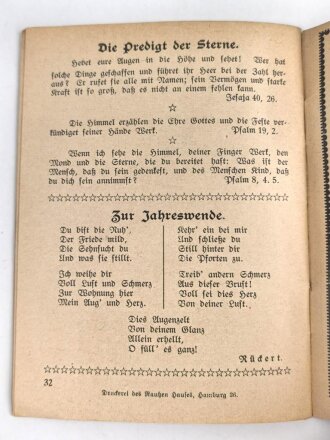 Die Predigt der Sterne.
Hebet eure Augen in die Höhe und sehet! Wer hat
solche Dinge geschaffen und führet ihr Heer bei der Zahl her-
aus? Er rufet sie alle mit Namen; sein Vermögen und starke
Kraft ist so groß, daß es nicht an einem fehlen kann.
Jesaja 40, 26.
☆
Die Himmel erzählen die Ehre Gottes und die Feste ver-
kündiget seiner Hände Werk.
Psalm 19, 2.
☆
Wenn ich sehe die Himmel, deiner Finger Werk, den
Mond und die Sterne, die du bereitet hast: Was ist der
Mensch, daß du sein gedenkest, und des Menschen Kind, daß
du dich sein annimmst?
Psalm 8, 4. 5.
Zur Jahreswende.
Du bist die Ruh',
Der Friede mild,
Die Sehnsucht du
Und was sie stillt.
Ich weihe dir
Voll Lust und Schmerz
Zur Wohnung hier
Mein Aug' und Herz.
Kehr' ein bei mir
Und schließe du
Still hinter dir
Die Pforten zu.
Treib' andern Schmerz
Aus dieser Brust!
Voll sei dies Herz
Von deiner Lust.
Dies Augenzelt
Von deinem Glanz
Allein erhellt,
O füll' es ganz!
Rückert.
32
Druckerei des Rauhen Hauses, Hamburg 26.